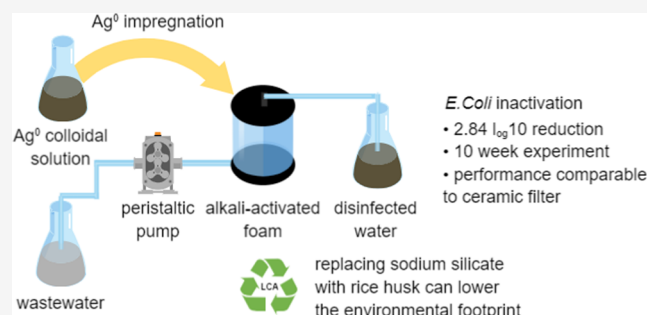 Ag⁰ impregnation
Ag⁰ colloidal
solution
peristaltic
pump
alkali-activated
foam
disinfected
water
wastewater
E.Coli inactivation
• 2.84 log10 reduction
• 10 week experiment
• performance comparable
to ceramic filter
LCA
replacing sodium silicate
with rice husk can lower
the environmental footprint